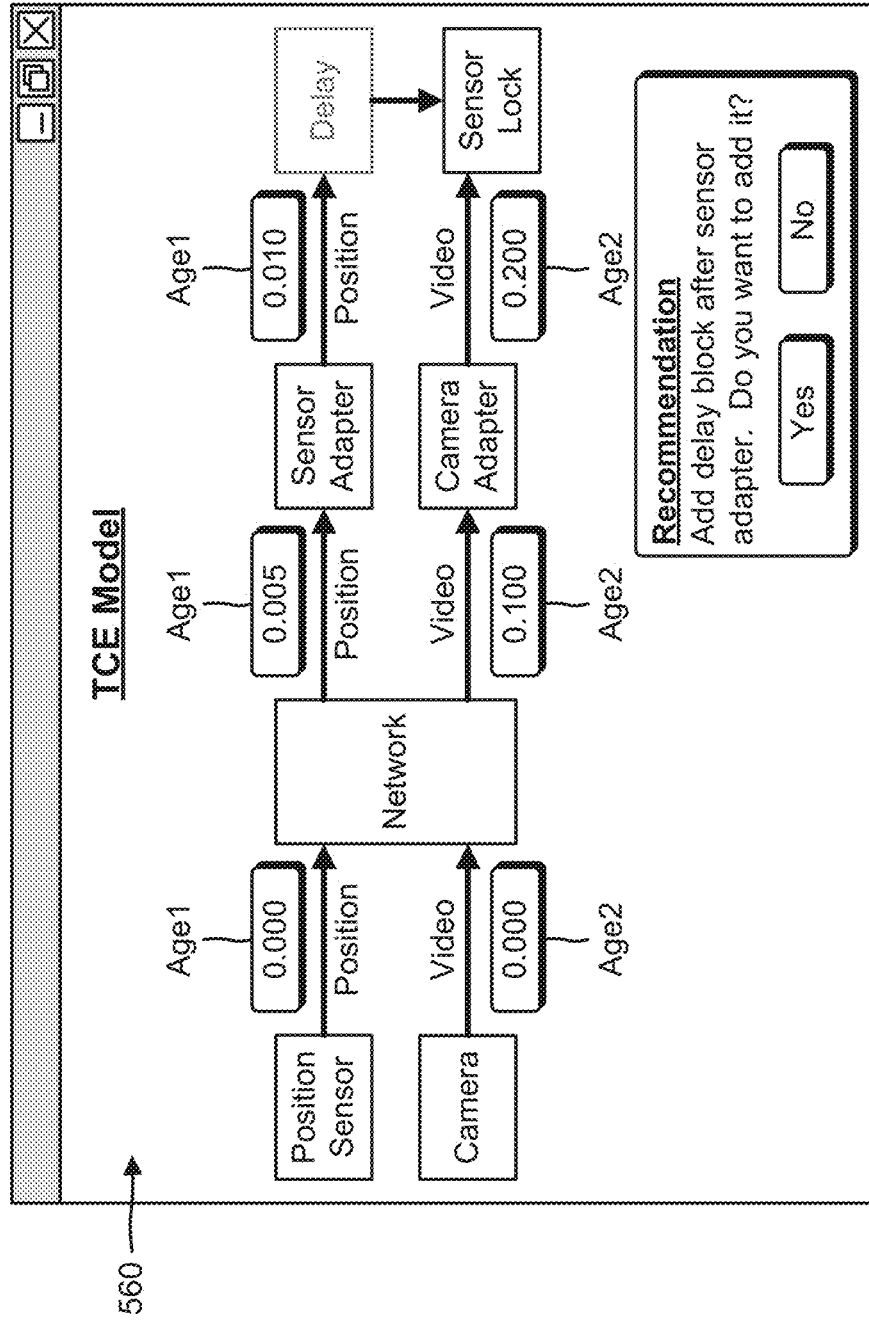 560
TCE Model
Age1
Age1
Age1
0.000
0.005
0.010
Position
Sensor
Position
Network
Position
Sensor
Adapter
Position
Delay
Camera
Video
Video
Camera
Adapter
Video
Sensor
Lock
0.000
0.100
0.200
Age2
Age2
Age2
Recommendation
Add delay block after sensor
adapter. Do you want to add it?
Yes
No